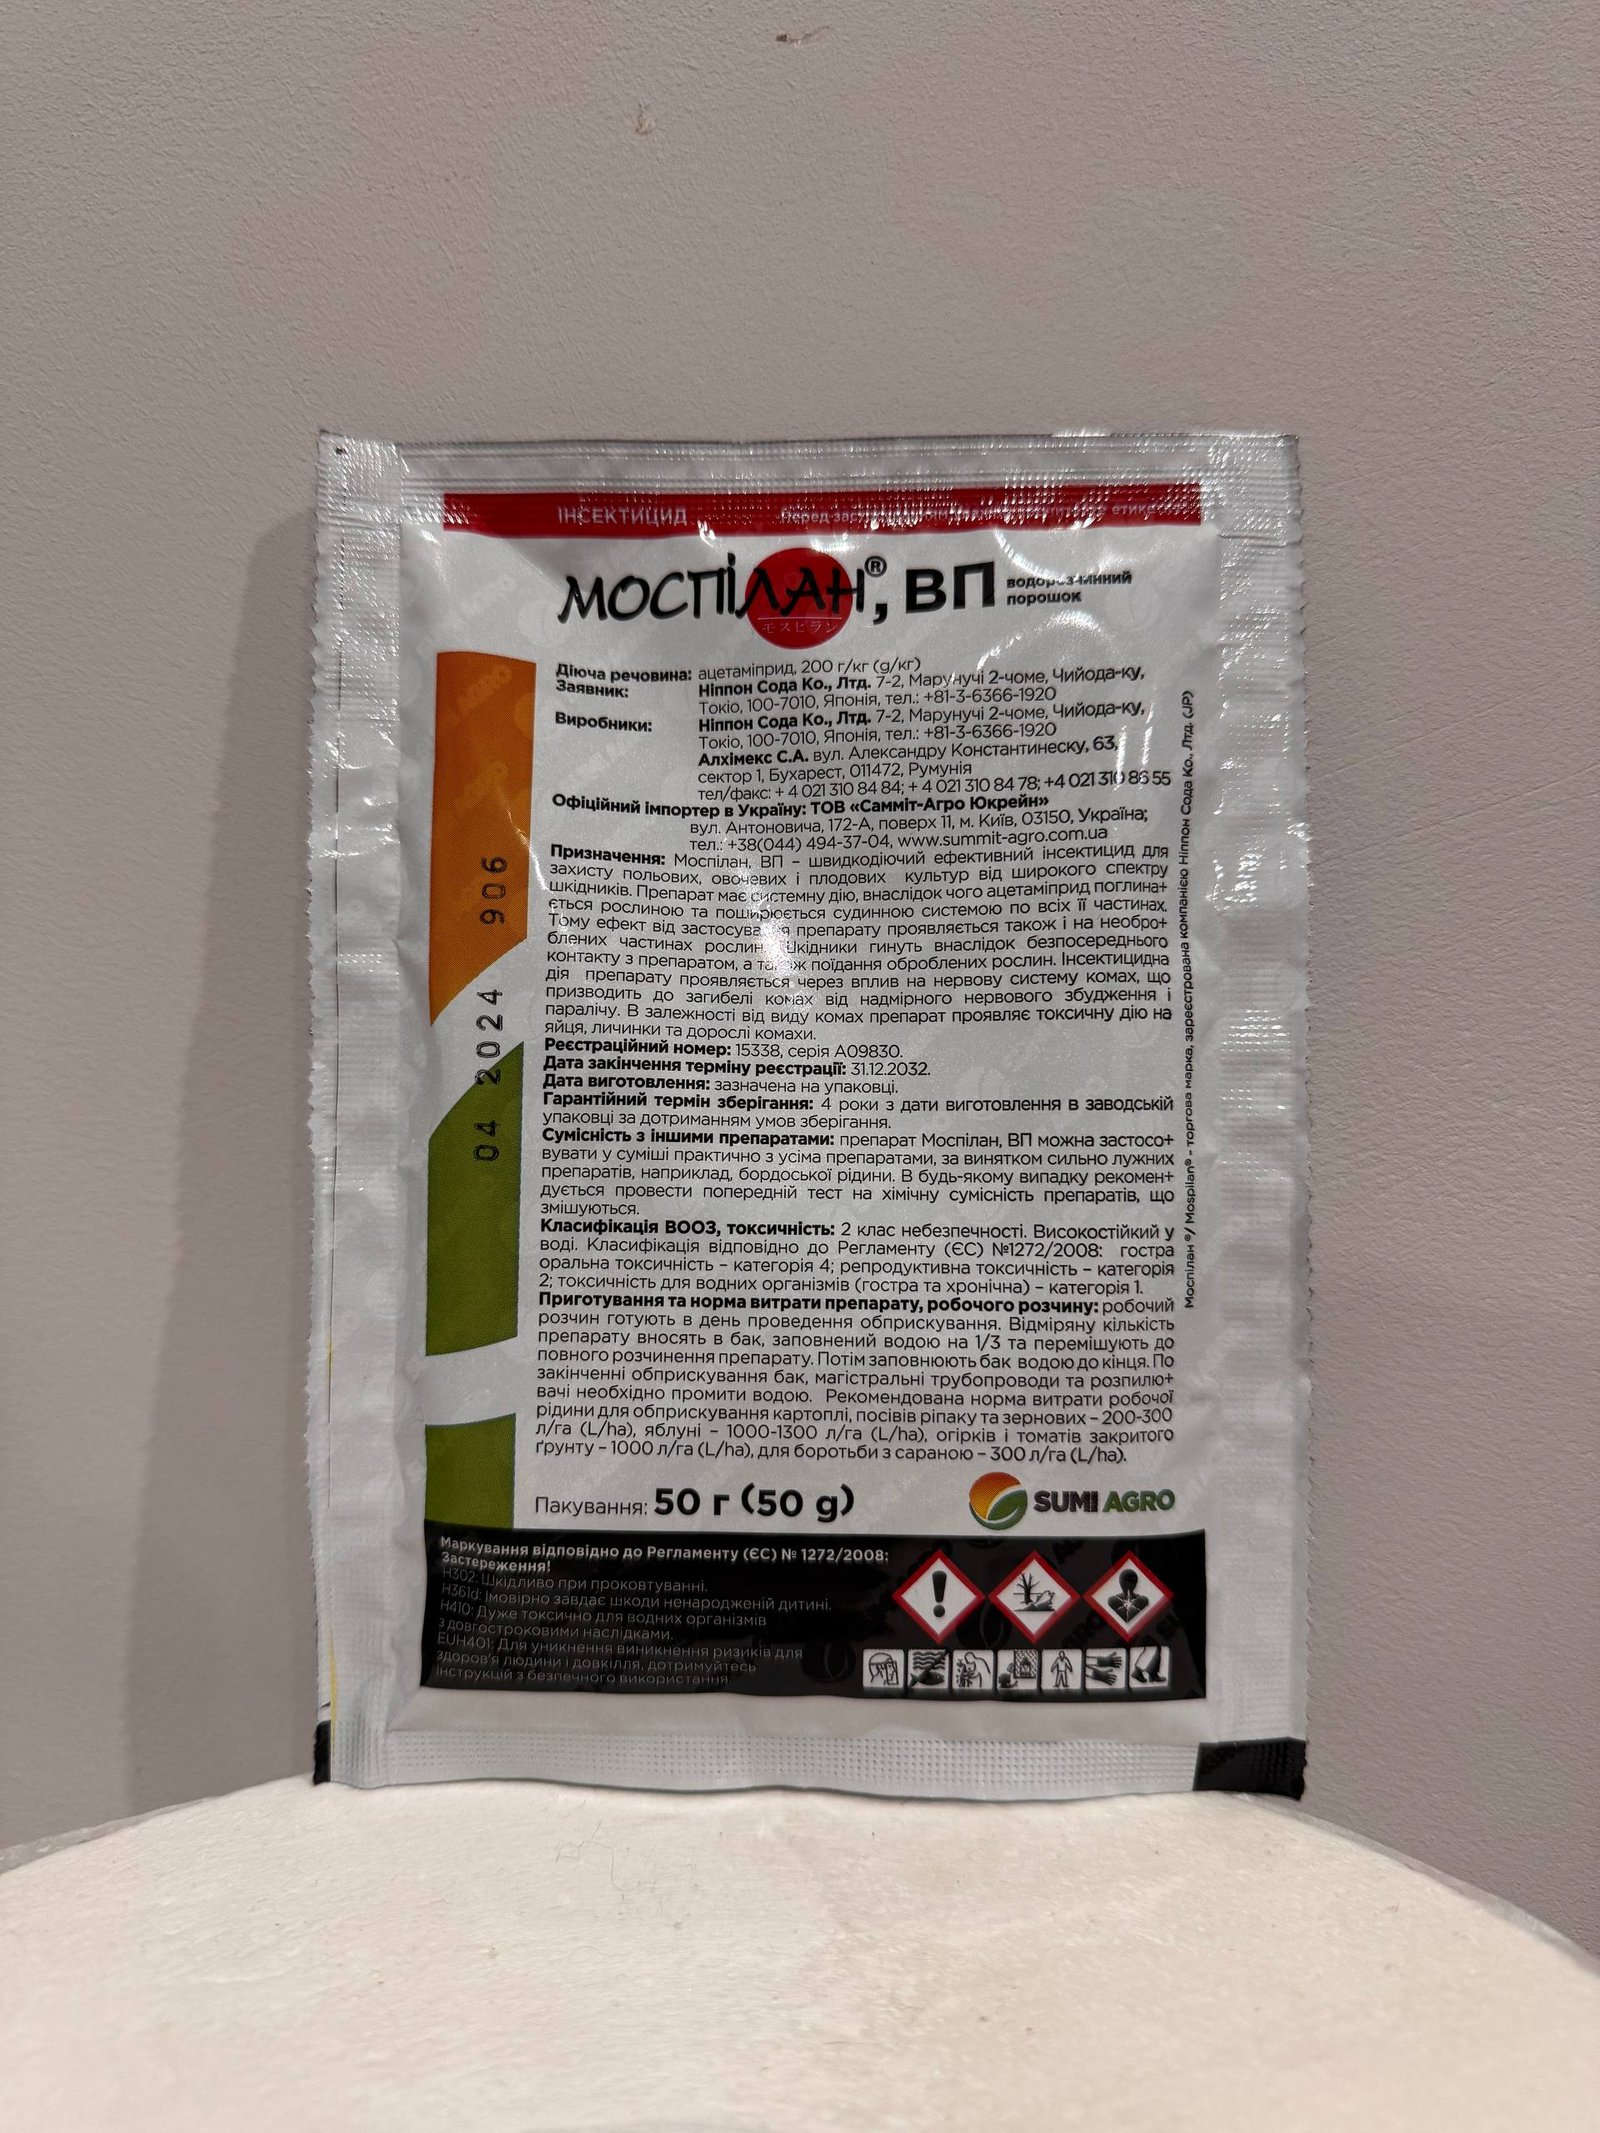 ІНСЕКТИЦИД
Перед
МОСПІЛАН®, ВП водорозчинний
порошок
モスピラン
Діюча речовина: ацетаміприд, 200 г/кг (g/кг)
Заявник: Ніппон Сода Ко., Лтд. 7-2, Марунучі 2-чоме, Чийода-ку,
Токіо, 100-7010, Японія, тел.: +81-3-6366-1920
Виробники: Ніппон Сода Ко., Лтд. 7-2, Марунучі 2-чоме, Чийода-ку,
Токіо, 100-7010, Японія, тел.: +81-3-6366-1920
Алхімекс С.А. вул. Александру Константинеску, 63,
сектор 1, Бухарест, 011472, Румунія
тел/факс: + 4 021 310 84 84; + 4 021 310 84 78; +4 021 310 86 55
Офіційний імпортер в Україну: ТОВ «Самміт-Агро Юкрейн»
вул. Антоновича, 172-А, поверх 11, м. Київ, 03150, Україна;
тел.: +38(044) 494-37-04, www.summit-agro.com.ua
Призначення: Моспілан, ВП – швидкодіючий ефективний інсектицид для
захисту польових, овочевих і плодових культур від широкого спектру
шкідників. Препарат має системну дію, внаслідок чого ацетаміприд поглина+
ється рослиною та поширюється судинною системою по всіх її частинах.
Тому ефект від застосування препарату проявляється також і на необро+
блених частинах рослин. Шкідники гинуть внаслідок безпосереднього
контакту з препаратом, а також поїдання оброблених рослин. Інсектицидна
дія препарату проявляється через вплив на нервову систему комах, що
призводить до загибелі комах від надмірного нервового збудження і
паралічу. В залежності від виду комах препарат проявляє токсичну дію на
яйця, личинки та дорослі комахи.
Реєстраційний номер: 15338, серія А09830.
Дата закінчення терміну реєстрації: 31.12.2032.
Дата виготовлення: зазначена на упаковці.
Гарантійний термін зберігання: 4 роки з дати виготовлення в заводській
упаковці за дотриманням умов зберігання.
Сумісність з іншими препаратами: препарат Моспілан, ВП можна застосо+
вувати у суміші практично з усіма препаратами, за винятком сильно лужних
препаратів, наприклад, бордоської рідини. В будь-якому випадку рекомен+
дується провести попередній тест на хімічну сумісність препаратів, що
змішуються.
Класифікація ВООЗ, токсичність: 2 клас небезпечності. Високостійкий у
воді. Класифікація відповідно до Регламенту (ЄС) №1272/2008: гостра
оральна токсичність – категорія 4; репродуктивна токсичність – категорія
2; токсичність для водних організмів (гостра та хронічна) – категорія 1.
Приготування та норма витрати препарату, робочого розчину: робочий
розчин готують в день проведення обприскування. Відміряну кількість
препарату вносять в бак, заповнений водою на 1/3 та перемішують до
повного розчинення препарату. Потім заповнюють бак водою до кінця. По
закінченні обприскування бак, магістральні трубопроводи та розпилю+
вачі необхідно промити водою. Рекомендована норма витрати робочої
рідини для обприскування картоплі, посівів ріпаку та зернових – 200-300
л/га (L/ha), яблуні – 1000-1300 л/га (L/ha), огірків і томатів закритого
ґрунту – 1000 л/га (L/ha), для боротьби з сараною – 300 л/га (L/ha).
Пакування: 50 г (50 g)
SUMI AGRO
04 2024 906
Моспілан ®/ Mospilan® - торгова марка, зареєстрована компанією Ніппон Сода Ко., Лтд. (JP)
Маркування відповідно до Регламенту (ЄС) № 1272/2008:
Застереження!
H302: Шкідливо при проковтуванні.
H361d: Імовірно завдає шкоди ненародженій дитині.
H410: Дуже токсично для водних організмів
з довгостроковими наслідками.
EUH401: Для уникнення виникнення ризиків для
здоров'я людини і довкілля, дотримуйтесь
Інструкцій з безпечного використання.